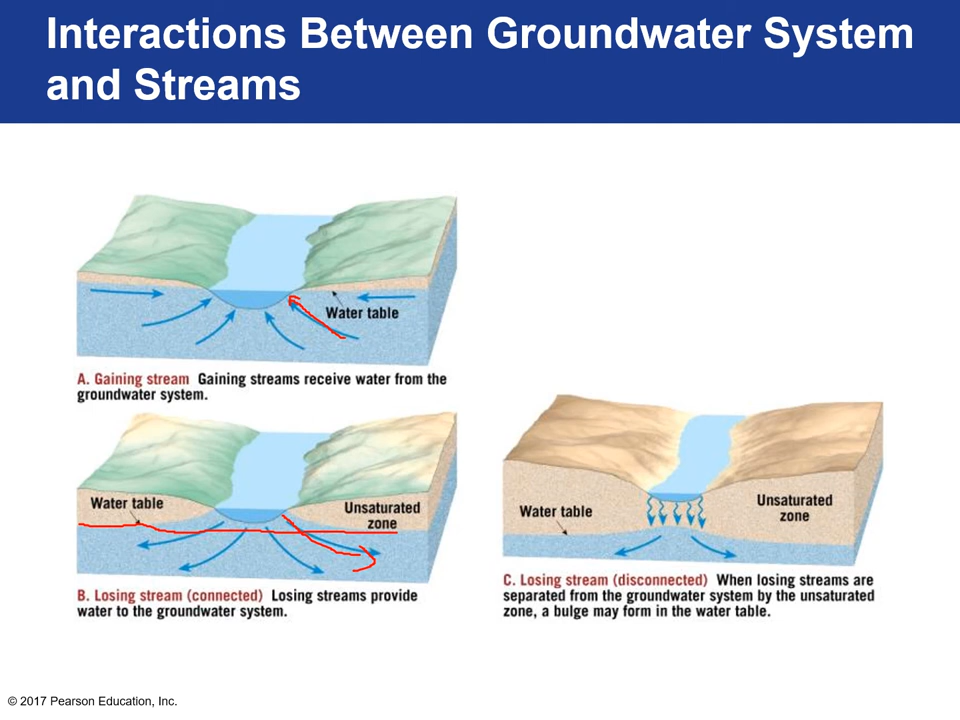 Interactions Between Groundwater System
and Streams
Water table
A. Gaining stream Gaining streams receive water from the
groundwater system.
Water table
Unsaturated
zone
B. Losing stream (connected) Losing streams provide
water to the groundwater system.
Water table
Unsaturated
zone
C. Losing stream (disconnected) When losing streams are
separated from the groundwater system by the unsaturated
zone, a bulge may form in the water table.
© 2017 Pearson Education, Inc.